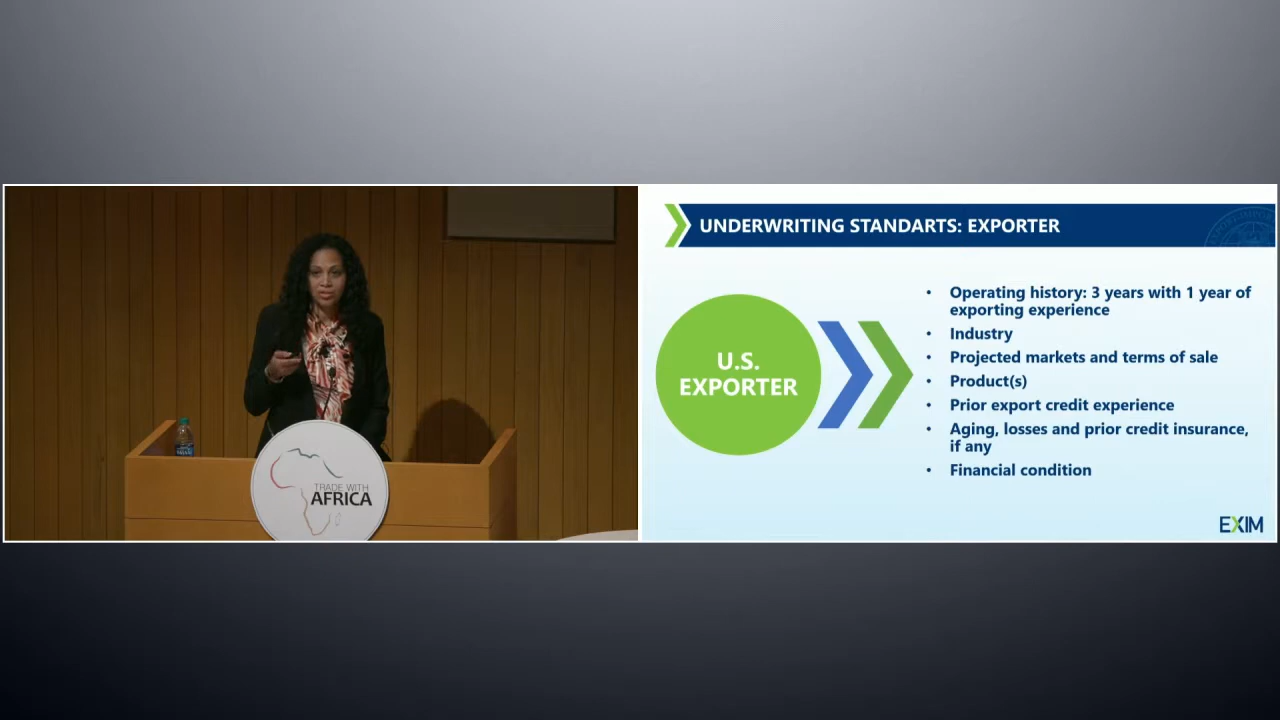 TRADE WITH
AFRICA
UNDERWRITING STANDARTS: EXPORTER
U.S.
EXPORTER
• Operating history: 3 years with 1 year of
exporting experience
• Industry
• Projected markets and terms of sale
• Product(s)
• Prior export credit experience
• Aging, losses and prior credit insurance,
if any
• Financial condition
EXIM